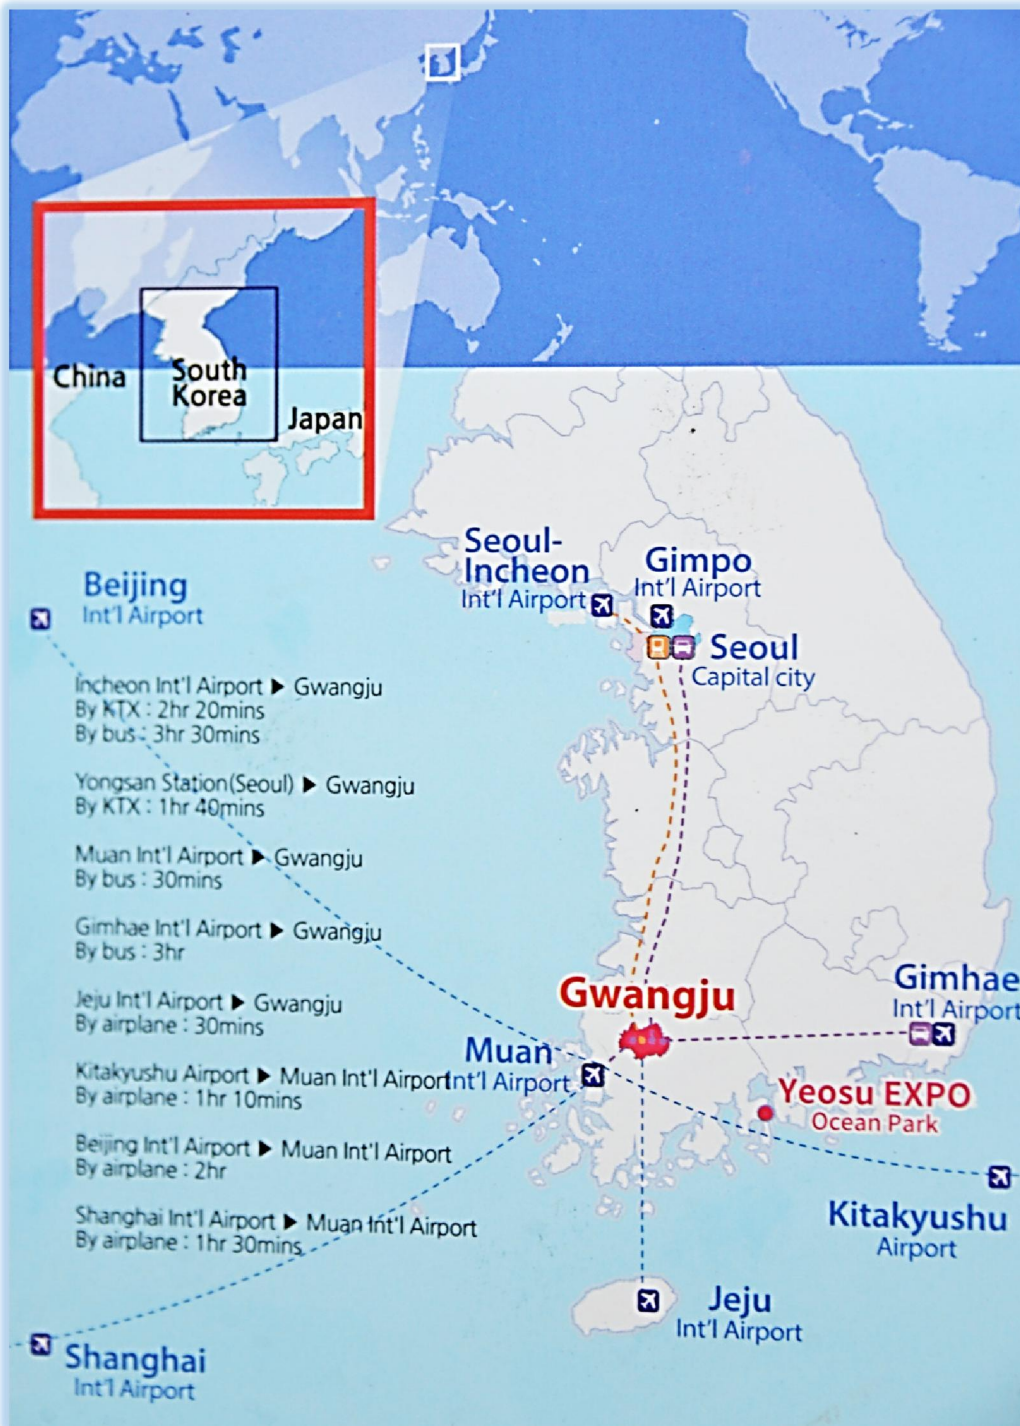 China
South
Korea
Japan
Seoul-
Incheon
Int'l Airport
Gimpo
Int'l Airport
Seoul
Capital city
Beijing
Int'l Airport
Incheon Int'l Airport ▶ Gwangju
By KTX : 2hr 20mins
By bus : 3hr 30mins
Yongsan Station(Seoul) ▶ Gwangju
By KTX : 1hr 40mins
Muan Int'l Airport ▶ Gwangju
By bus : 30mins
Gimhae Int'l Airport ▶ Gwangju
By bus : 3hr
Jeju Int'l Airport ▶ Gwangju
By airplane : 30mins
Kitakyushu Airport ▶ Muan Int'l Airport
By airplane : 1hr 10mins
Beijing Int'l Airport ▶ Muan Int'l Airport
By airplane : 2hr
Shanghai Int'l Airport ▶ Muan Int'l Airport
By airplane : 1hr 30mins
Gwangju
Gimhae
Int'l Airport
Muan
Int'l Airport
Yeosu EXPO
Ocean Park
Kitakyushu
Airport
Jeju
Int'l Airport
Shanghai
Int'l Airport